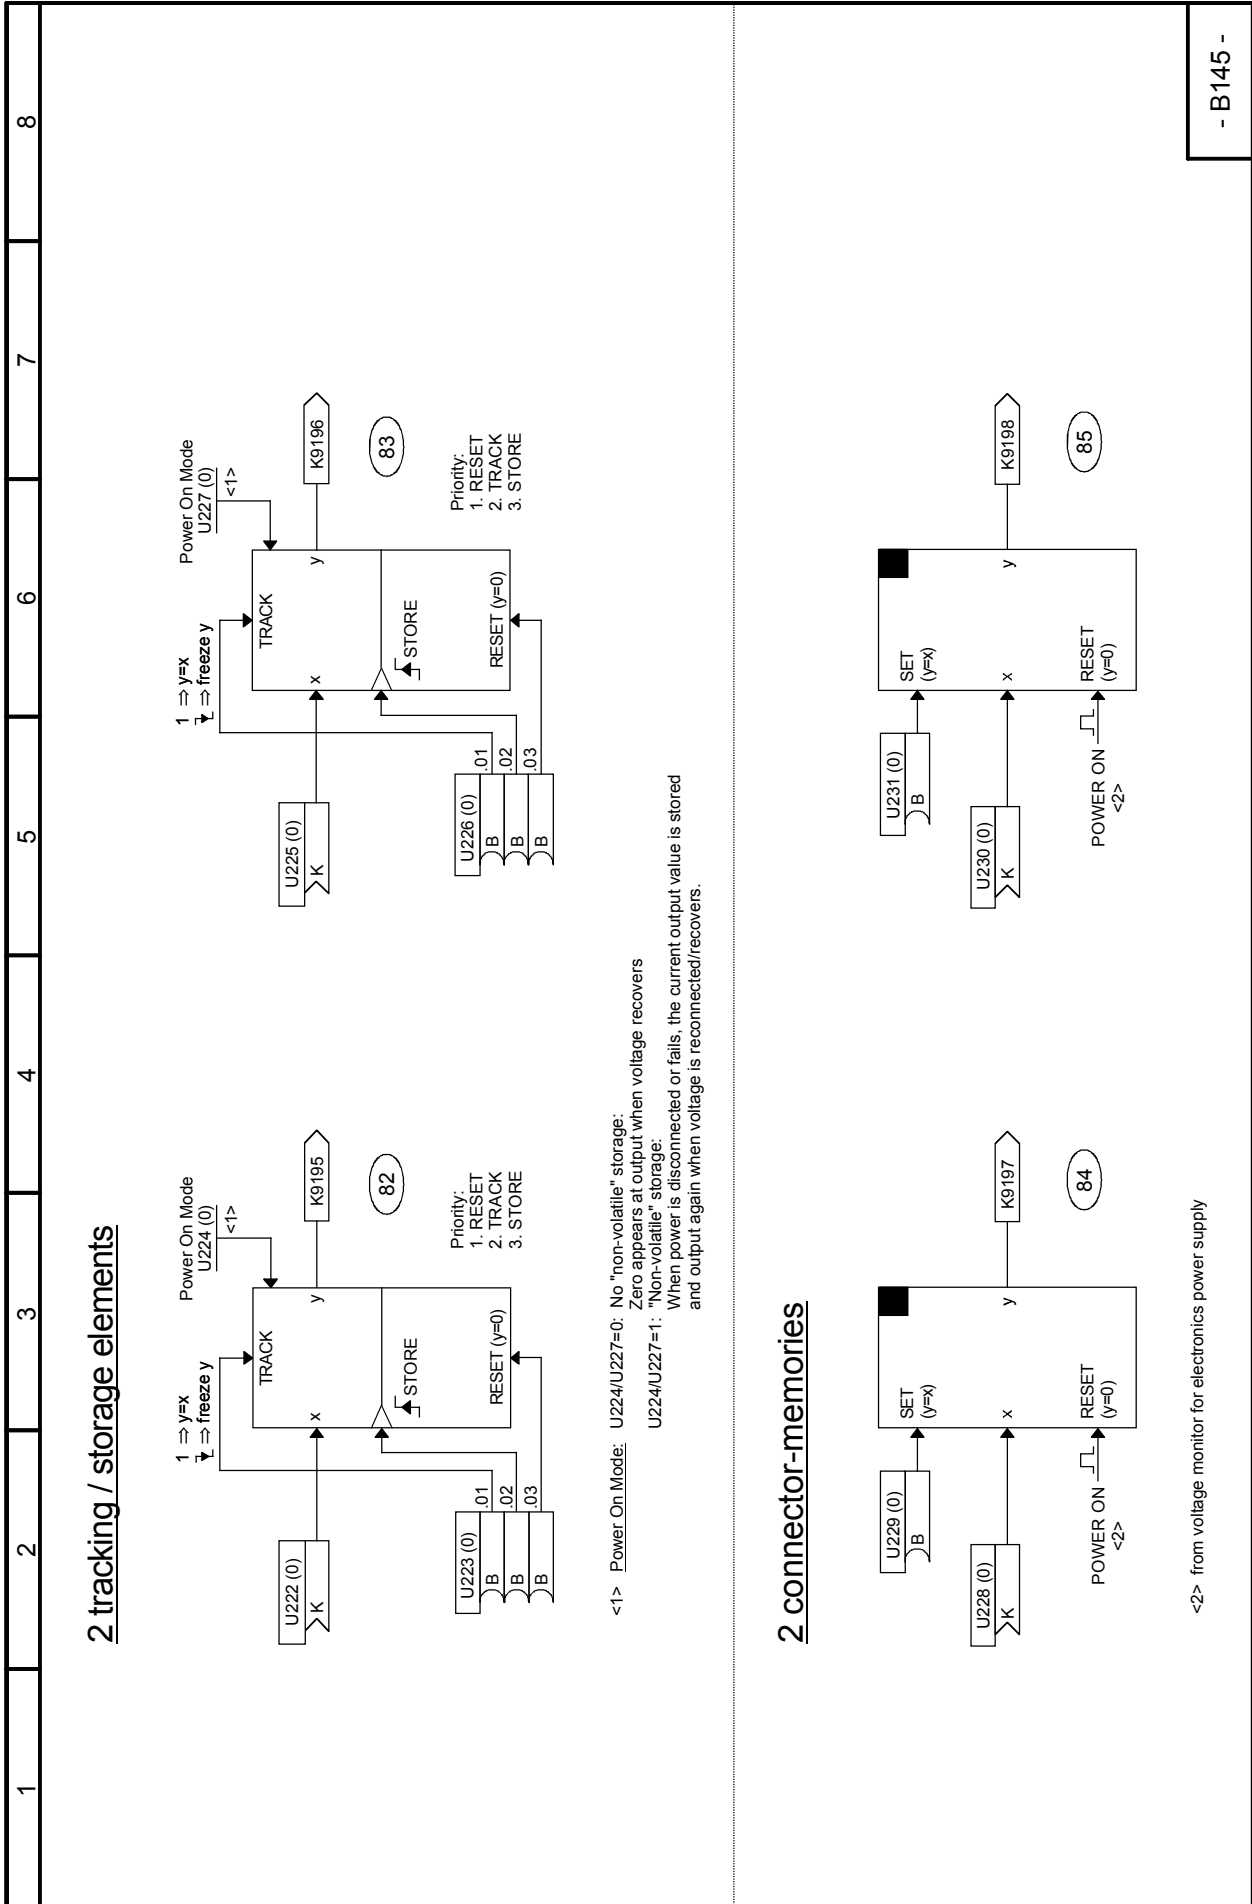 1 2 3 4 5 6 7 8
2 tracking / storage elements
Power On Mode
U224 (0)
<1>
1 ⇒ y=x
⇒ freeze y
TRACK
U222 (0)
K
x
y
K9195
82
STORE
RESET (y=0)
U223 (0)
B .01
B .02
B .03
Priority:
1. RESET
2. TRACK
3. STORE
Power On Mode
U227 (0)
<1>
1 ⇒ y=x
⇒ freeze y
TRACK
U225 (0)
K
x
y
K9196
83
STORE
RESET (y=0)
U226 (0)
B .01
B .02
B .03
Priority:
1. RESET
2. TRACK
3. STORE
<1> Power On Mode: U224/U227=0: No "non-volatile" storage:
Zero appears at output when voltage recovers
U224/U227=1: "Non-volatile" storage:
When power is disconnected or fails, the current output value is stored
and output again when voltage is reconnected/recovers.
2 connector-memories
U229 (0)
B
SET
(y=x)
U228 (0)
K
x
y
K9197
84
POWER ON
<2>
RESET
(y=0)
U231 (0)
B
SET
(y=x)
U230 (0)
K
x
y
K9198
85
POWER ON
<2>
RESET
(y=0)
<2> from voltage monitor for electronics power supply
- B145 -